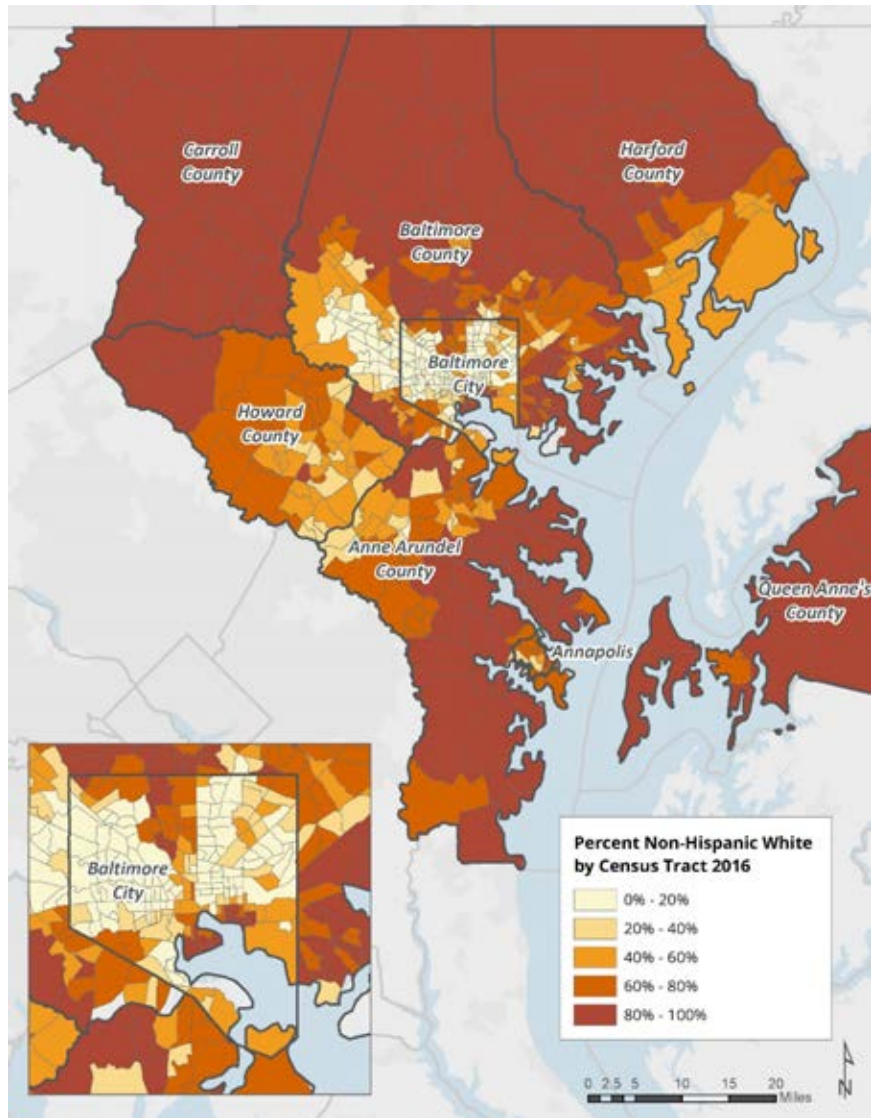 Carroll
County
Harford
County
Baltimore
County
Baltimore
City
Howard
County
Anne Arundel
County
Queen Anne's
County
Annapolis
Baltimore
City
Percent Non-Hispanic White
by Census Tract 2016
0% - 20%
20% - 40%
40% - 60%
60% - 80%
80% - 100%
0 2.5 5 10 15 20
Miles